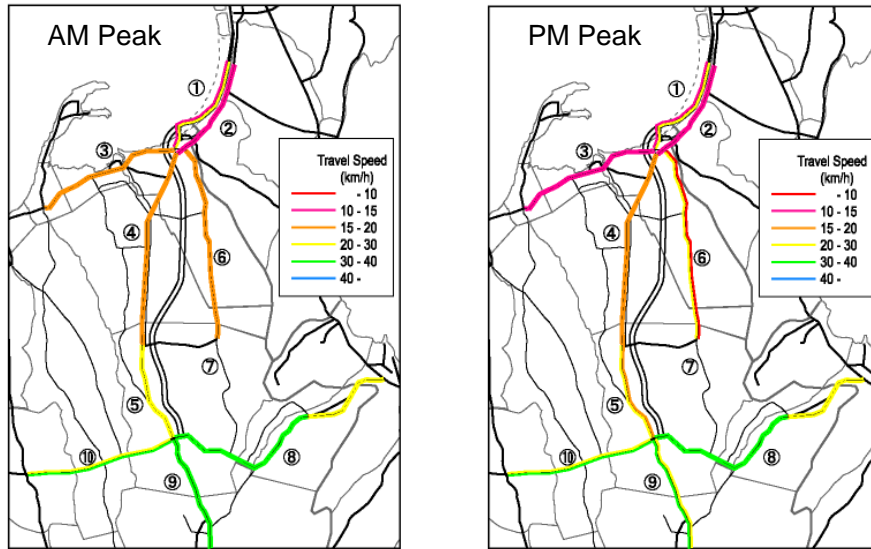 AM Peak
①
②
③
Travel Speed
(km/h)
- 10
10 - 15
15 - 20
20 - 30
30 - 40
40 -
④
⑥
⑦
⑤
⑩
⑧
⑨
PM Peak
①
②
③
Travel Speed
(km/h)
- 10
10 - 15
15 - 20
20 - 30
30 - 40
40 -
④
⑥
⑦
⑤
⑩
⑧
⑨